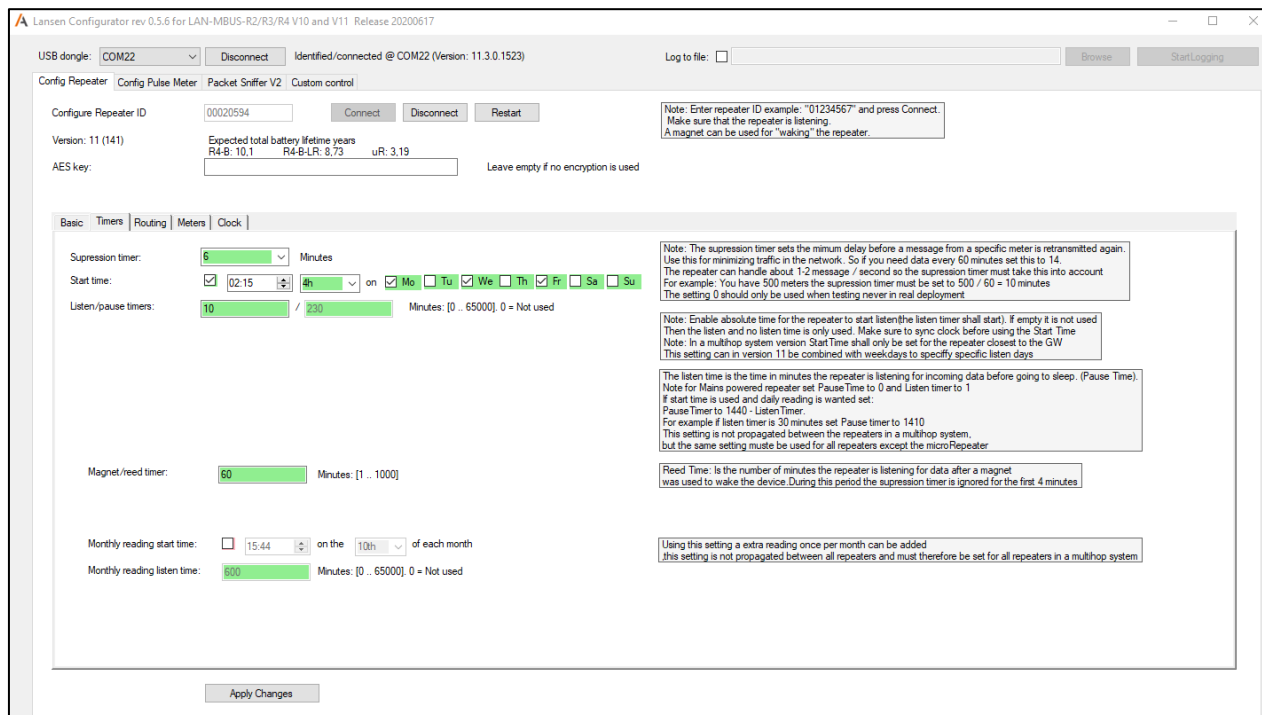 Lansen Configurator rev 0.5.6 for LAN-MBUS-R2/R3/R4 V10 and V11 Release 20200617
USB dongle: COM22 Disconnect Identified/connected @ COM22 (Version: 11.3.0.1523) Log to file: Browse StartLogging
Config Repeater Config Pulse Meter Packet Sniffer V2 Custom control
Configure Repeater ID 00020594 Connect Disconnect Restart
Note: Enter repeater ID example: "01234567" and press Connect.
Make sure that the repeater is listening.
A magnet can be used for "waking" the repeater.
Version: 11 (141) Expected total battery lifetime years
R4-B: 10,1 R4-B-LR: 8,73 uR: 3,19
AES key: Leave empty if no encryption is used
Basic Timers Routing Meters Clock
Supression timer: 6 Minutes
Start time: 02:15 4h on Mo Tu We Th Fr Sa Su
Listen/pause timers: 10 / 230 Minutes: [0 .. 65000]. 0 = Not used
Note: The supression timer sets the mimum delay before a message from a specific meter is retransmitted again.
Use this for minimizing traffic in the network. So if you need data every 60 minutes set this to 14.
The repeater can handle about 1-2 message / second so the supression timer must take this into account
For example: You have 500 meters the supression timer must be set to 500 / 60 = 10 minutes
The setting 0 should only be used when testing never in real deployment
Note: Enable absolute time for the repeater to start listen(the listen timer shall start). If empty it is not used
Then the listen and no listen time is only used. Make sure to sync clock before using the Start Time
Note: In a multihop system version StartTime shall only be set for the repeater closest to the GW
This setting can in version 11 be combined with weekdays to speciffy specific listen days
The listen time is the time in minutes the repeater is listening for incoming data before going to sleep. (Pause Time).
Note for Mains powered repeater set PauseTime to 0 and Listen timer to 1
If start time is used and daily reading is wanted set:
PauseTimer to 1440 - ListenTimer.
For example if listen timer is 30 minutes set Pause timer to 1410
This setting is not propagated between the repeaters in a multihop system,
but the same setting muste be used for all repeaters except the microRepeater
Magnet/reed timer: 60 Minutes: [1 .. 1000]
Reed Time: Is the number of minutes the repeater is listening for data after a magnet
was used to wake the device.During this period the supression timer is ignored for the first 4 minutes
Monthly reading start time: 15:44 on the 10th of each month
Monthly reading listen time: 600 Minutes: [0 .. 65000]. 0 = Not used
Using this setting a extra reading once per month can be added
,this setting is not propagated between all repeaters and must therefore be set for all repeaters in a multihop system
Apply Changes